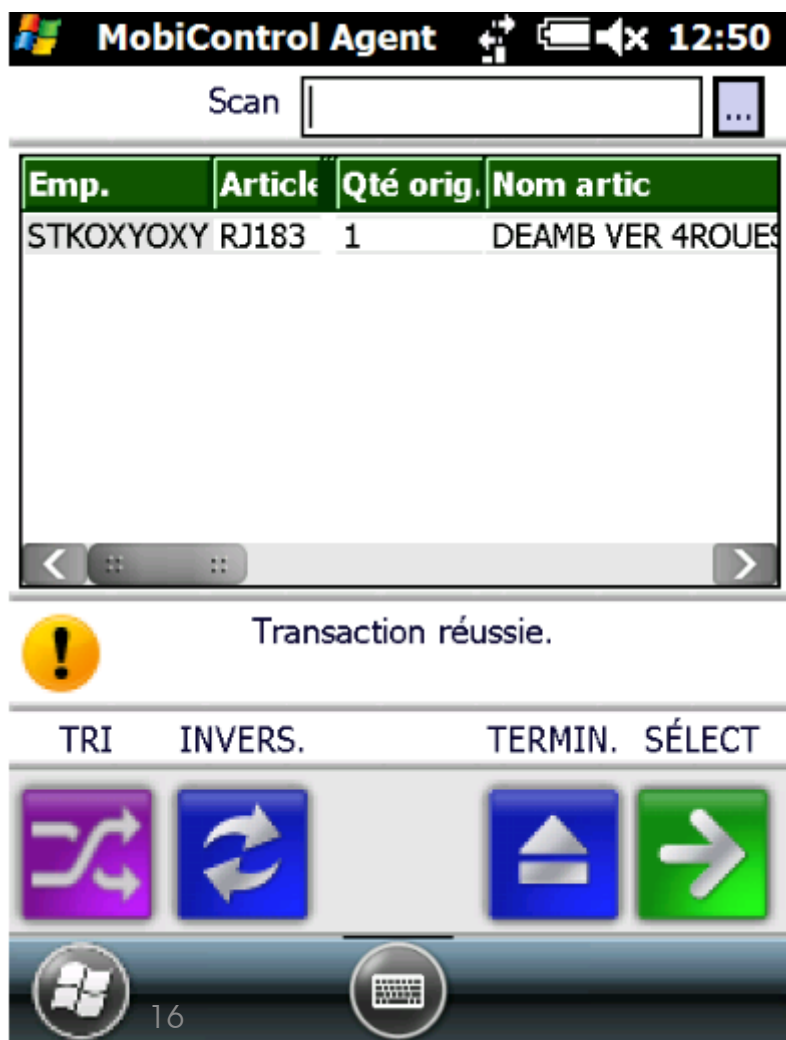 MobiControl Agent 12:50
Scan ...
Emp. Article Qté orig. Nom artic
STKOXYOXY RJ183 1 DEAMB VER 4ROUES
Transaction réussie.
TRI INVERS. TERMIN. SÉLECT
16